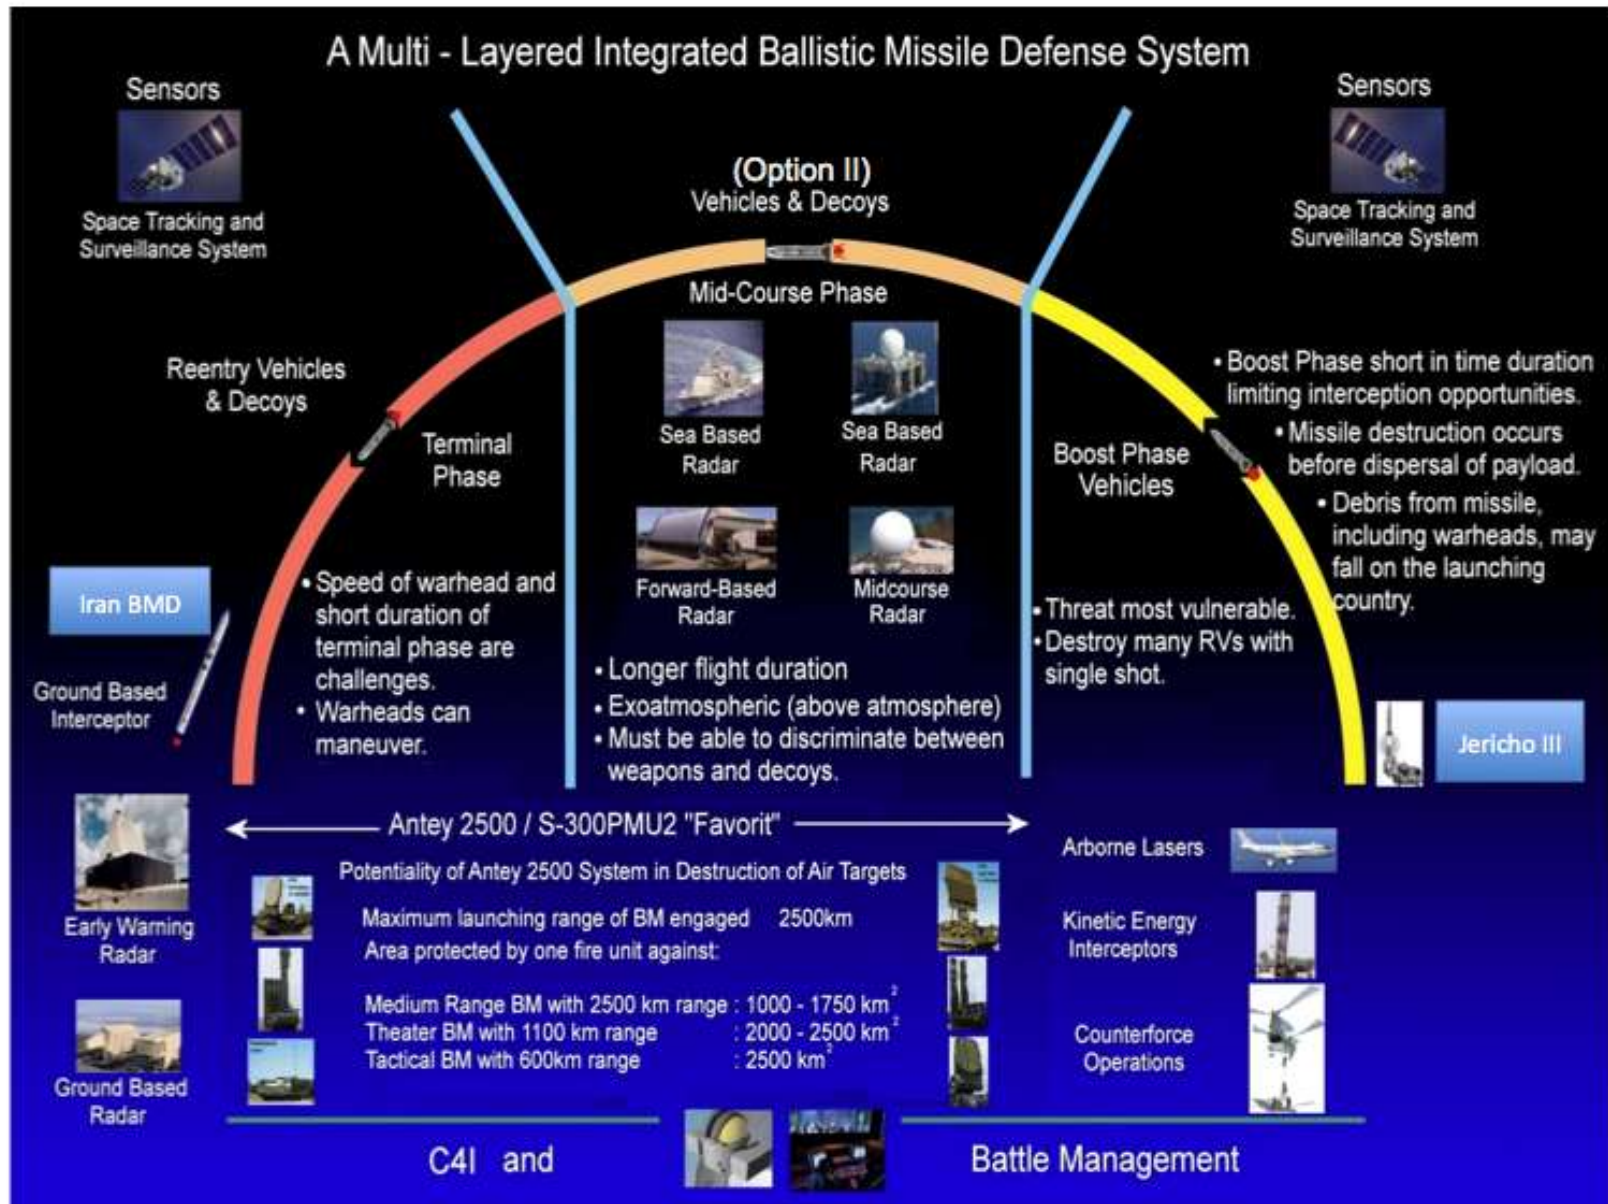 A Multi - Layered Integrated Ballistic Missile Defense System
Sensors
Space Tracking and
Surveillance System
(Option II)
Vehicles & Decoys
Sensors
Space Tracking and
Surveillance System
Mid-Course Phase
Sea Based
Radar
Sea Based
Radar
Forward-Based
Radar
Midcourse
Radar
• Longer flight duration
• Exoatmospheric (above atmosphere)
• Must be able to discriminate between
weapons and decoys.
Reentry Vehicles
& Decoys
Terminal
Phase
• Speed of warhead and
short duration of
terminal phase are
challenges.
• Warheads can
maneuver.
Iran BMD
Ground Based
Interceptor
Early Warning
Radar
Ground Based
Radar
Boost Phase
Vehicles
• Threat most vulnerable.
• Destroy many RVs with
single shot.
• Boost Phase short in time duration
limiting interception opportunities.
• Missile destruction occurs
before dispersal of payload.
• Debris from missile,
including warheads, may
fall on the launching
country.
Jericho III
Antey 2500 / S-300PMU2 "Favorit"
Potentiality of Antey 2500 System in Destruction of Air Targets
Maximum launching range of BM engaged 2500km
Area protected by one fire unit against:
Medium Range BM with 2500 km range : 1000 - 1750 km²
Theater BM with 1100 km range : 2000 - 2500 km²
Tactical BM with 600km range : 2500 km²
Arborne Lasers
Kinetic Energy
Interceptors
Counterforce
Operations
C4I and
Battle Management